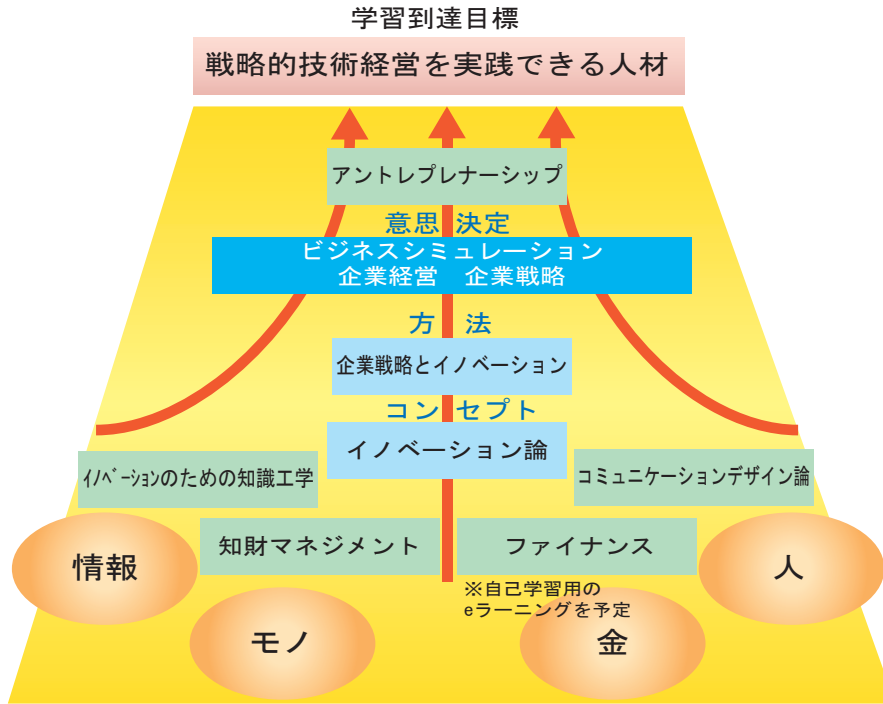 学習到達目標
戦略的技術経営を実践できる人材
アントレプレナーシップ
意思決定
ビジネスシミュレーション
企業経営　企業戦略
方法
企業戦略とイノベーション
コンセプト
イノベーション論
ｲﾉﾍﾞｰｼｮﾝのための知識工学
コミュニケーションデザイン論
知財マネジメント
ファイナンス
情報
人
※自己学習用の
eラーニングを予定
モノ
金